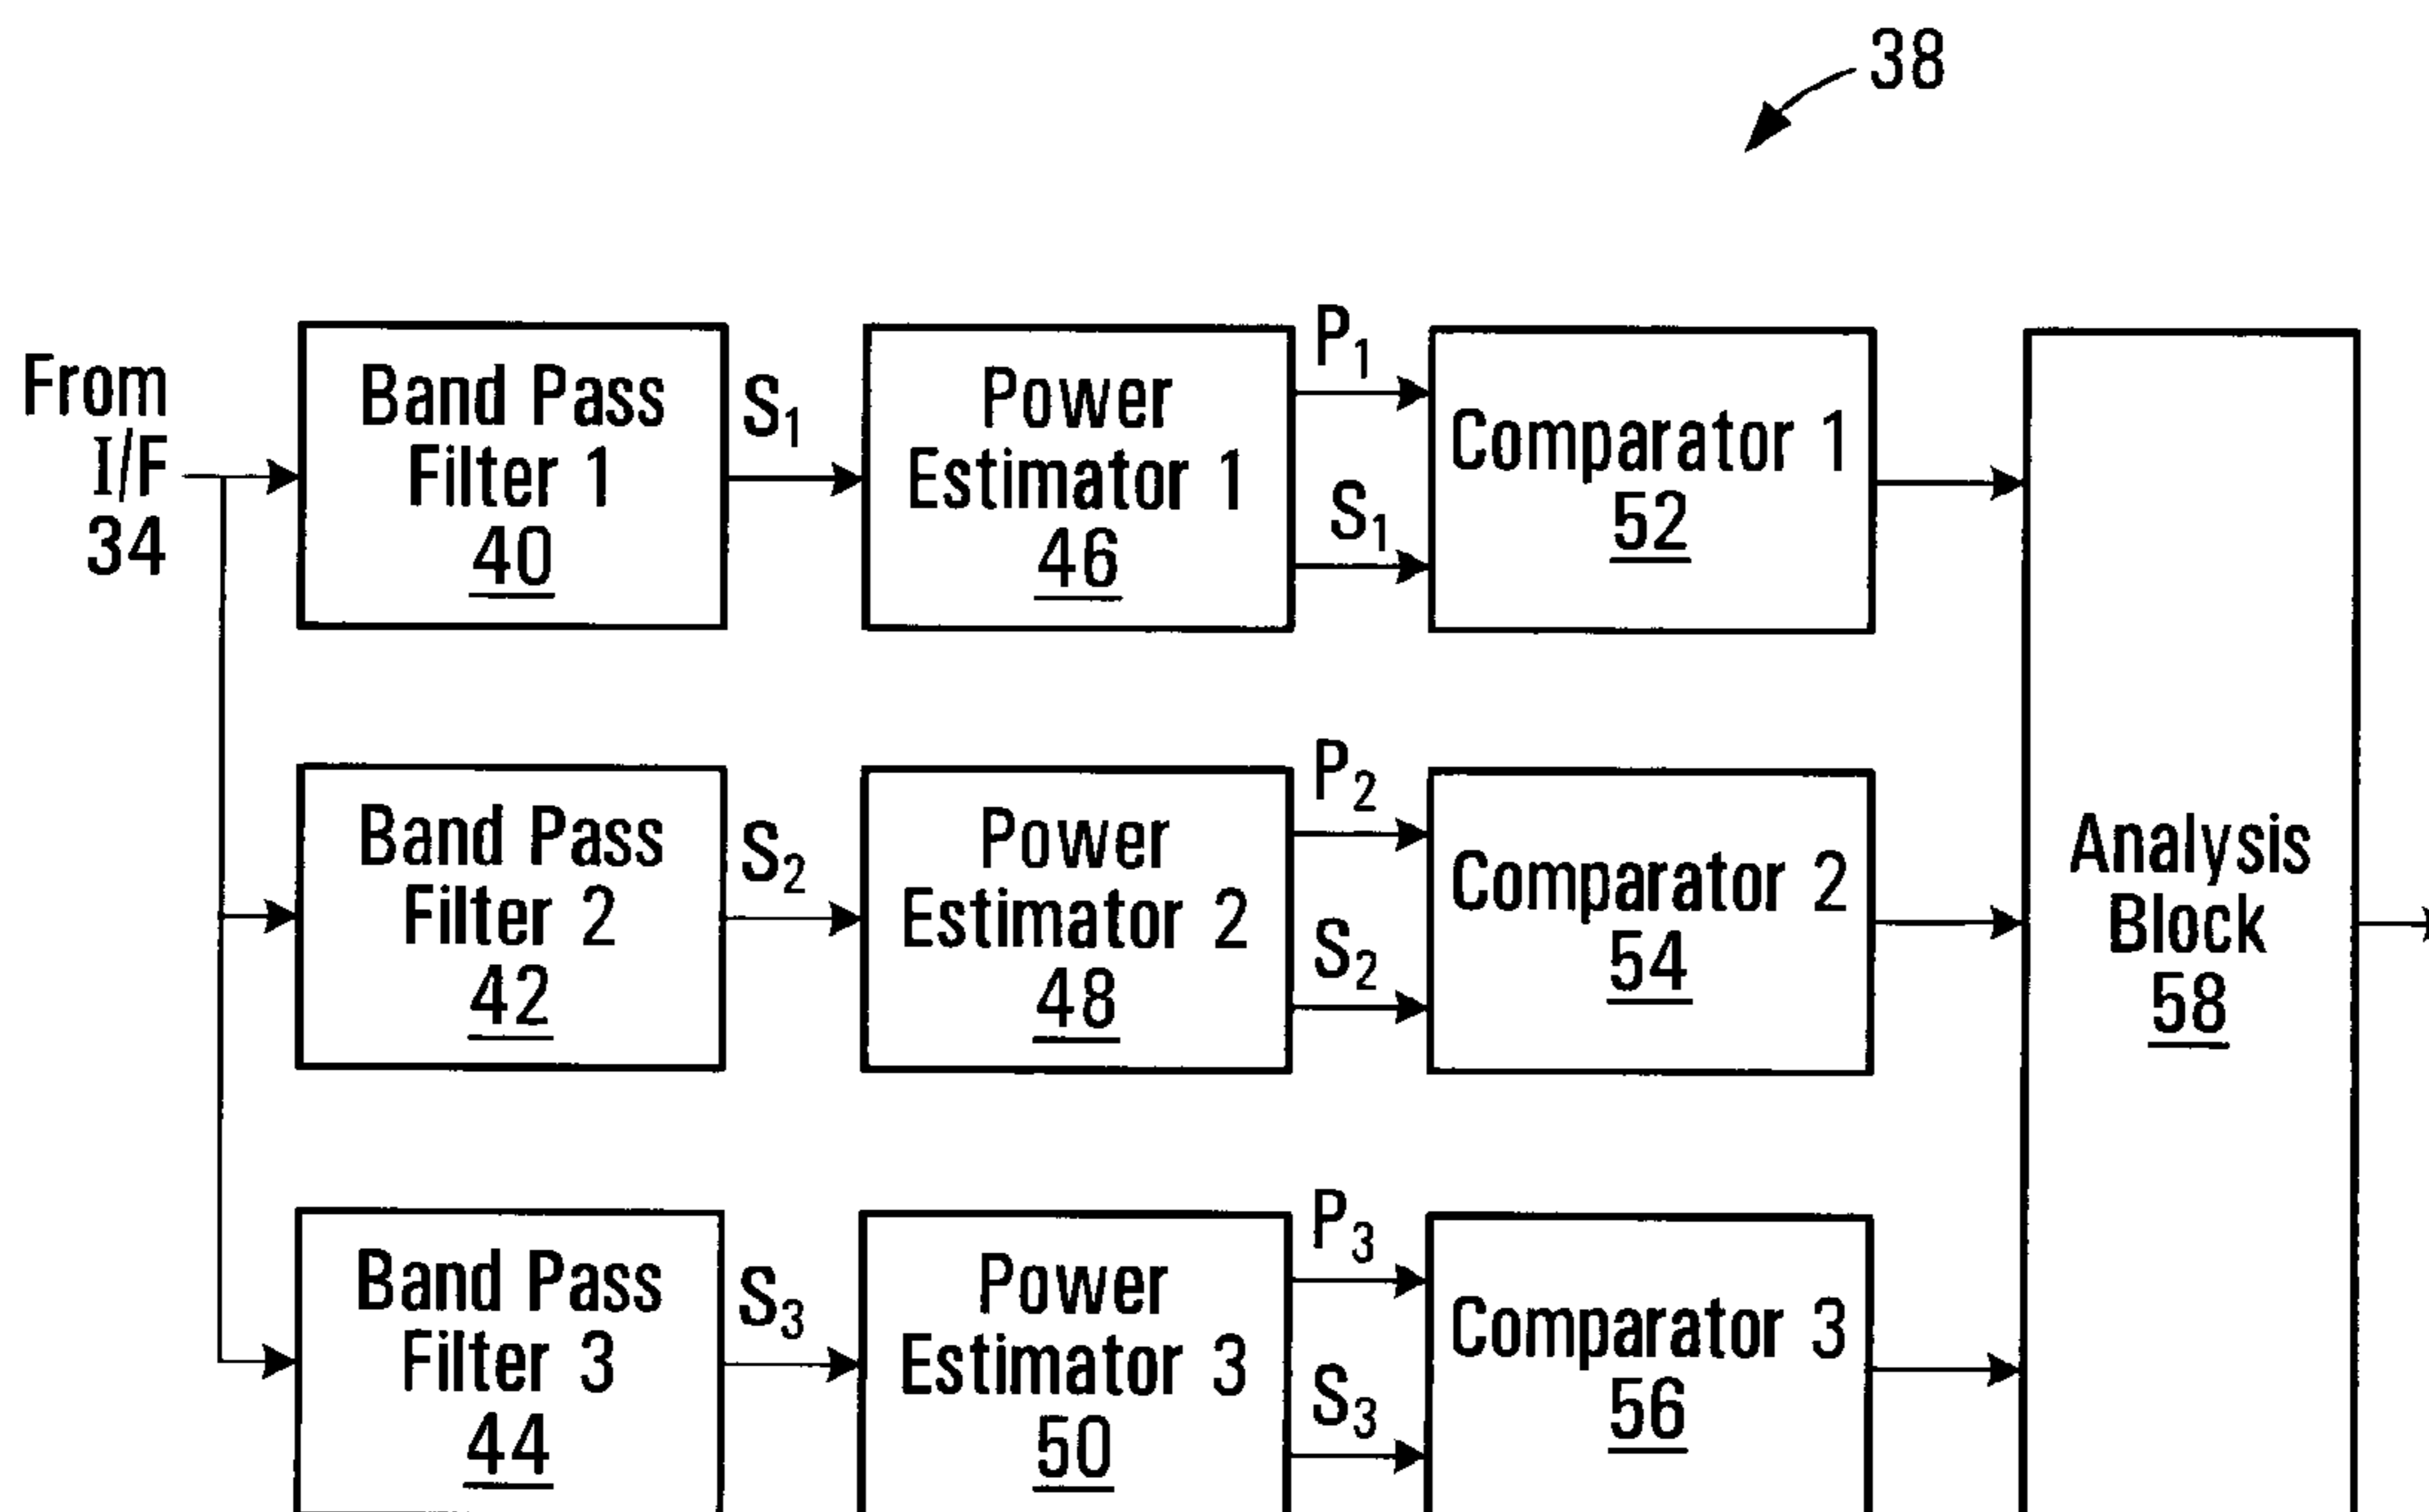 38
From
I/F
34
Band Pass
Filter 1
40
S1
Power
Estimator 1
46
P1
S1
Comparator 1
52
Band Pass
Filter 2
42
S2
Power
Estimator 2
48
P2
S2
Comparator 2
54
Analysis
Block
58
Band Pass
Filter 3
44
S3
Power
Estimator 3
50
P3
S3
Comparator 3
56